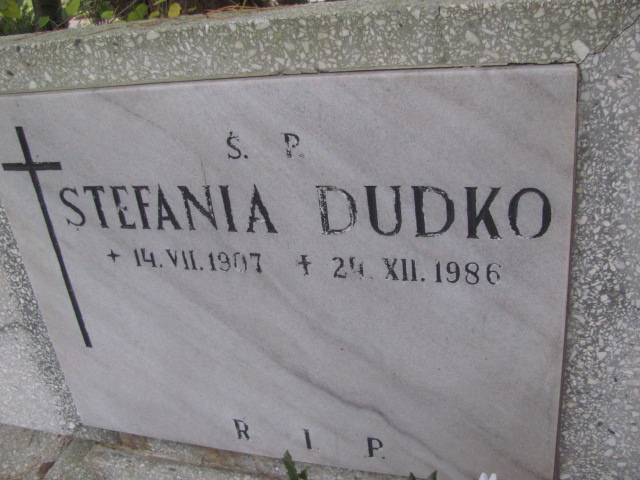 Ś. P.
STEFANIA DUDKO
+ 14.VII.1907 + 24.XII.1986
R I P.